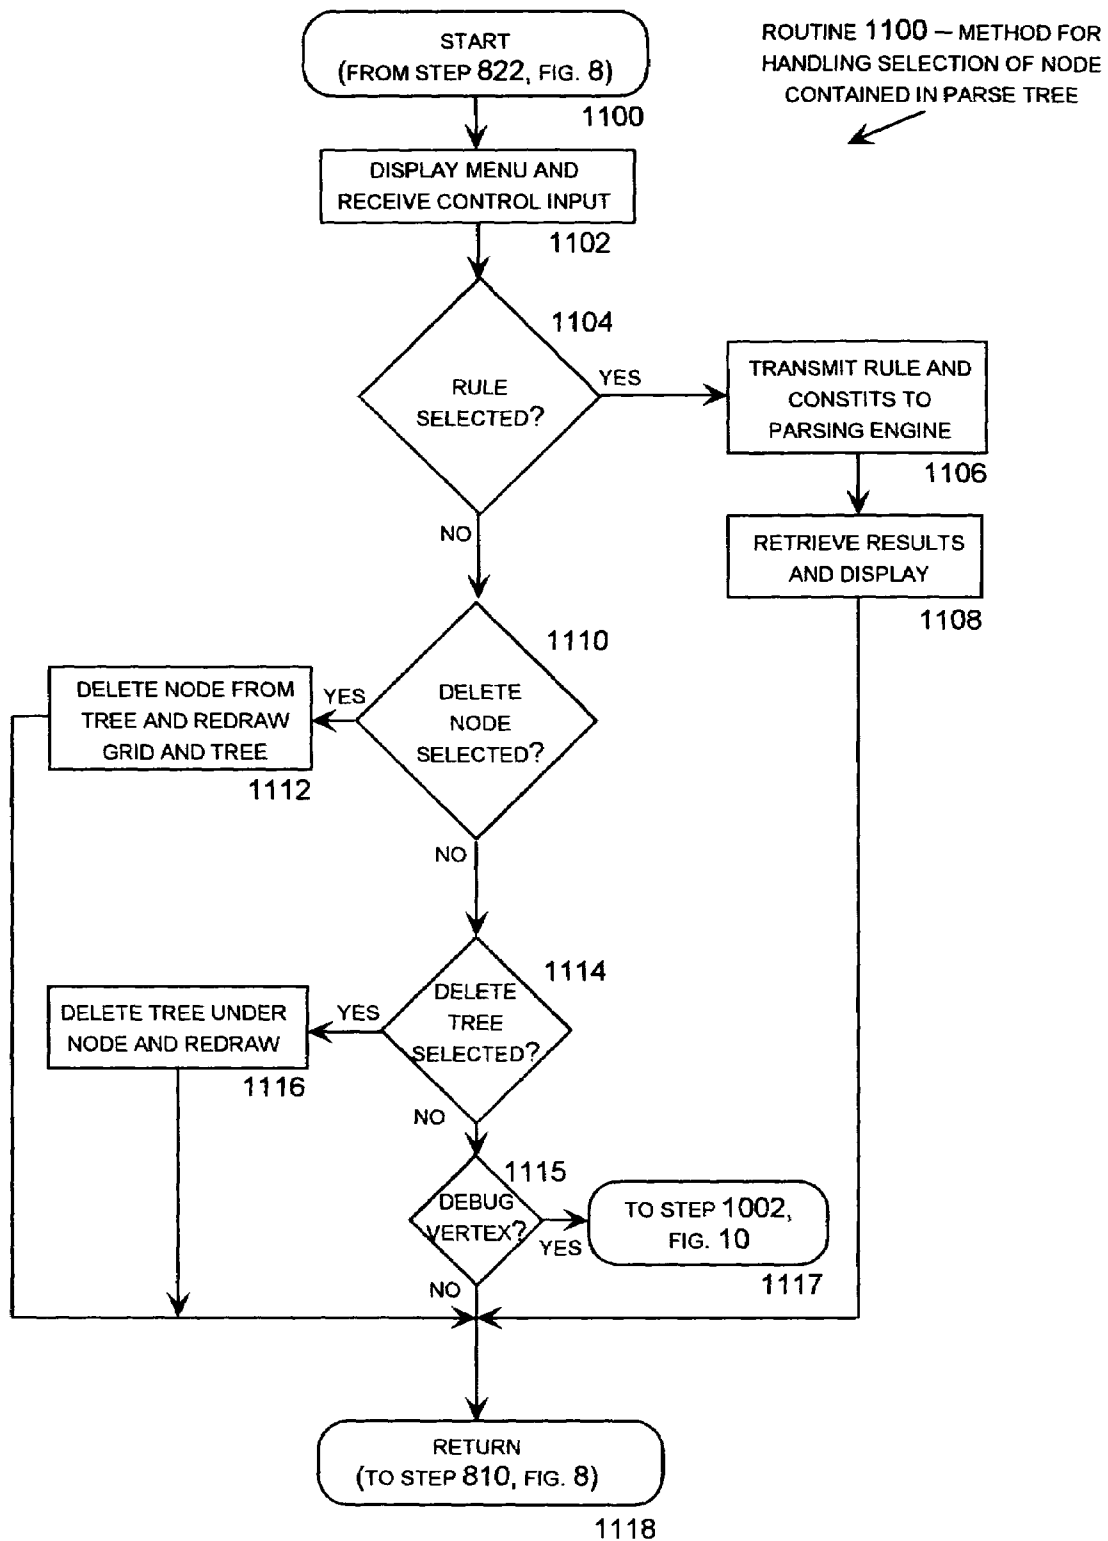 START
(FROM STEP 822, FIG. 8)
1100
ROUTINE 1100 – METHOD FOR
HANDLING SELECTION OF NODE
CONTAINED IN PARSE TREE
DISPLAY MENU AND
RECEIVE CONTROL INPUT
1102
1104
RULE
SELECTED?
YES
TRANSMIT RULE AND
CONSTITS TO
PARSING ENGINE
1106
NO
RETRIEVE RESULTS
AND DISPLAY
1108
1110
DELETE
NODE
SELECTED?
YES
DELETE NODE FROM
TREE AND REDRAW
GRID AND TREE
1112
NO
1114
DELETE
TREE
SELECTED?
YES
DELETE TREE UNDER
NODE AND REDRAW
1116
NO
1115
DEBUG
VERTEX?
YES
TO STEP 1002,
FIG. 10
1117
NO
RETURN
(TO STEP 810, FIG. 8)
1118